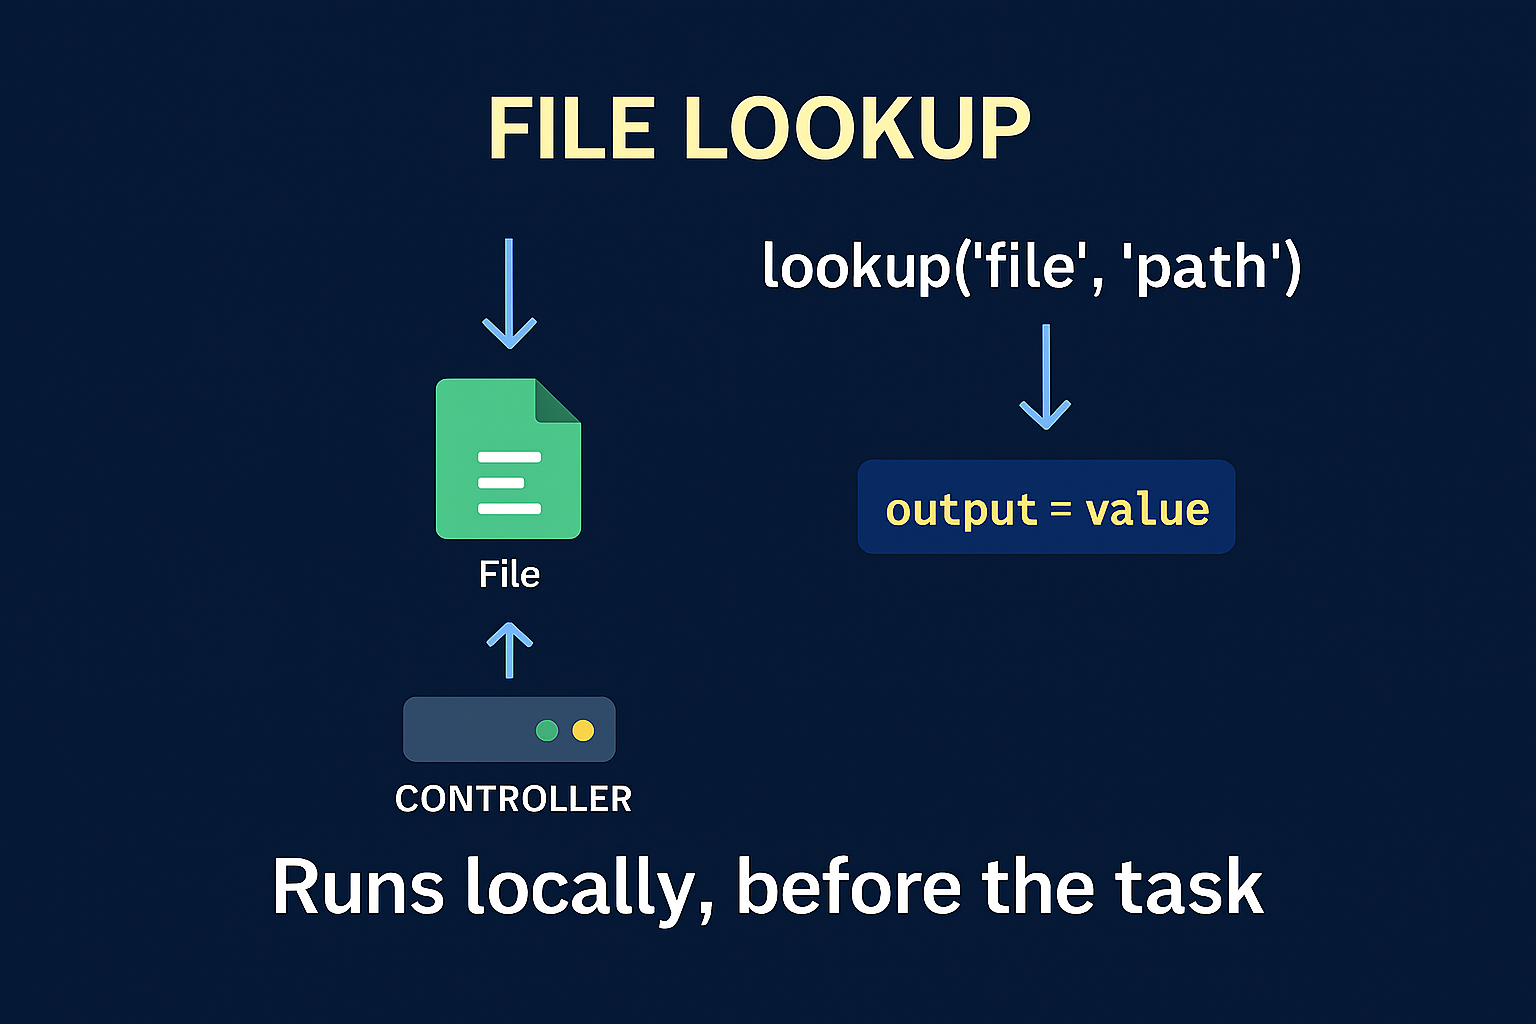 FILE LOOKUP
lookup('file', 'path')
output = value
File
CONTROLLER
Runs locally, before the task